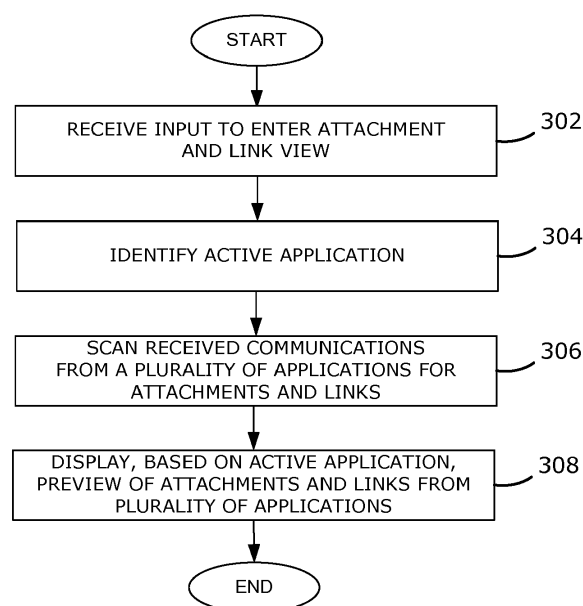 START
RECEIVE INPUT TO ENTER ATTACHMENT
AND LINK VIEW
302
IDENTIFY ACTIVE APPLICATION
304
SCAN RECEIVED COMMUNICATIONS
FROM A PLURALITY OF APPLICATIONS FOR
ATTACHMENTS AND LINKS
306
DISPLAY, BASED ON ACTIVE APPLICATION,
PREVIEW OF ATTACHMENTS AND LINKS FROM
PLURALITY OF APPLICATIONS
308
END